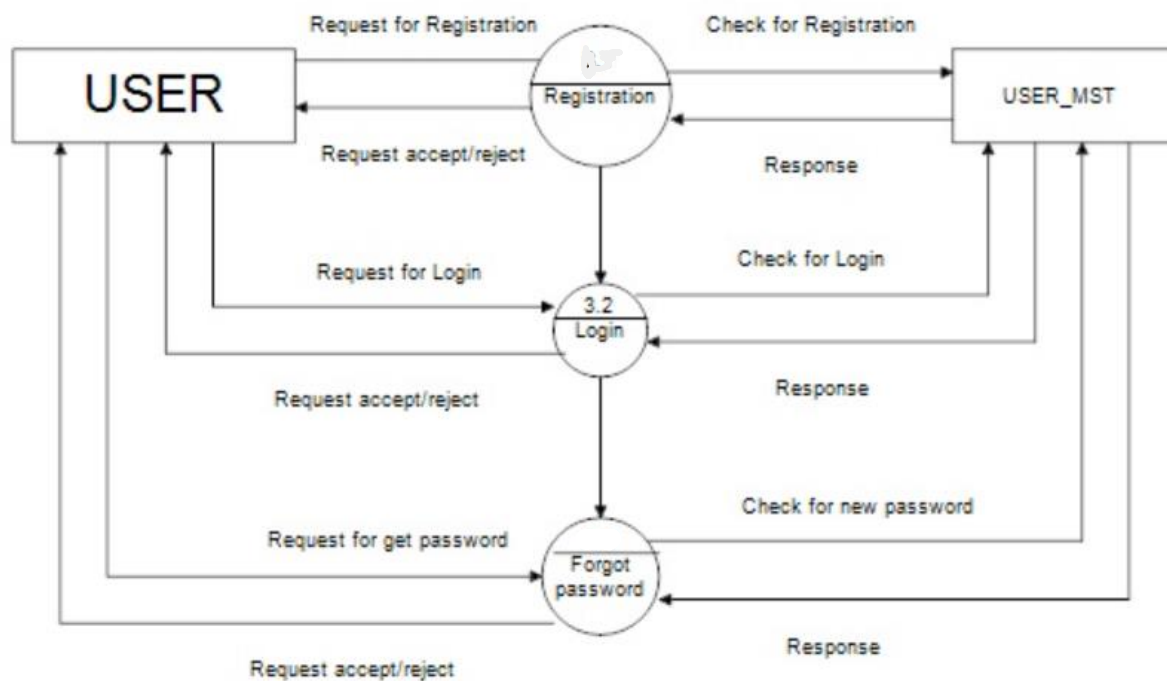 Request for Registration
Check for Registration
USER
Registration
USER_MST
Request accept/reject
Response
Request for Login
Check for Login
3.2
Login
Request accept/reject
Response
Request for get password
Check for new password
Forgot
password
Request accept/reject
Response